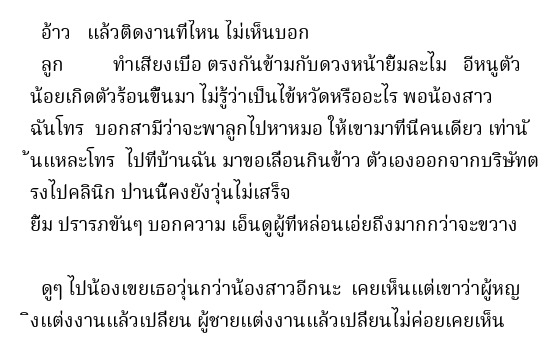 อ้าว แล้วติดงานที่ไหน ไม่เห็นบอก
ลูก ทำเสียงเบื่อ ตรงกันข้ามกับดวงหน้ายิ้มละไม อีหนูตัว
น้อยเกิดตัวร้อนขึ้นมา ไม่รู้ว่าเป็นไข้หวัดหรืออะไร พอน้องสาว
ฉันโทร บอกสามีว่าจะพาลูกไปหาหมอ ให้เขามาที่นี่คนเดียว เท่านั
้นแหละโทร ไปที่บ้านฉัน มาขอเลื่อนกินข้าว ตัวเองออกจากบริษัทต
รงไปคลินิก ปานนี้คงยังวุ่นไม่เสร็จ
ยิ้ม ปรารภขันๆ บอกความ เอ็นดูผู้ที่หล่อนเอ่ยถึงมากกว่าจะขวาง
ดูๆ ไปน้องเขยเธอวุ่นกว่าน้องสาวอีกนะ เคยเห็นแต่เขาว่าผู้หญ
ิงแต่งงานแล้วเปลี่ยน ผู้ชายแต่งงานแล้วเปลี่ยนไม่ค่อยเคยเห็น